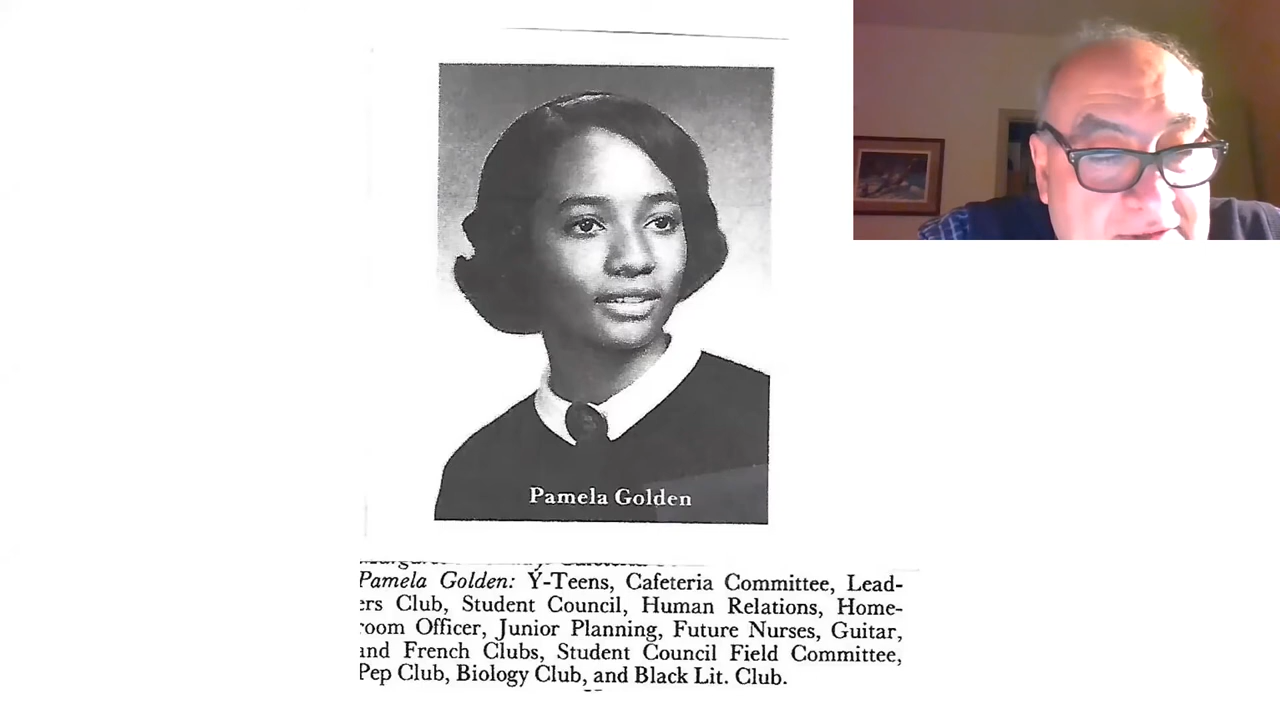 Pamela Golden
Pamela Golden: Y-Teens, Cafeteria Committee, Lead-
ers Club, Student Council, Human Relations, Home-
room Officer, Junior Planning, Future Nurses, Guitar,
and French Clubs, Student Council Field Committee,
Pep Club, Biology Club, and Black Lit. Club.